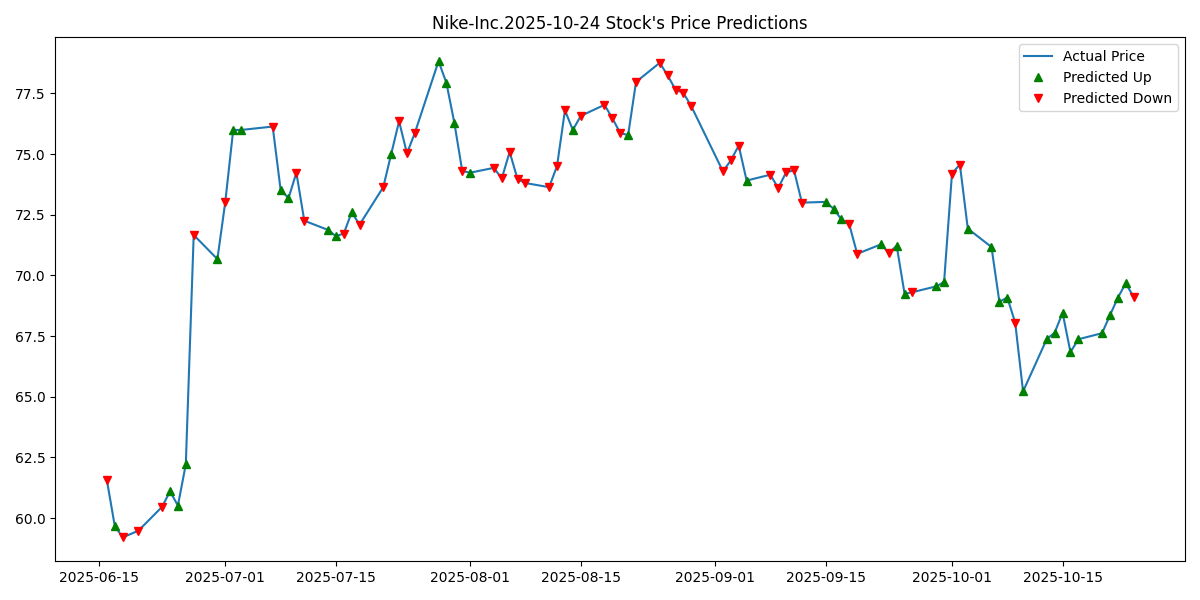 Nike-Inc.2025-10-24 Stock's Price Predictions
Actual Price
Predicted Up
Predicted Down
77.5
75.0
72.5
70.0
67.5
65.0
62.5
60.0
2025-06-15 2025-07-01 2025-07-15 2025-08-01 2025-08-15 2025-09-01 2025-09-15 2025-10-01 2025-10-15